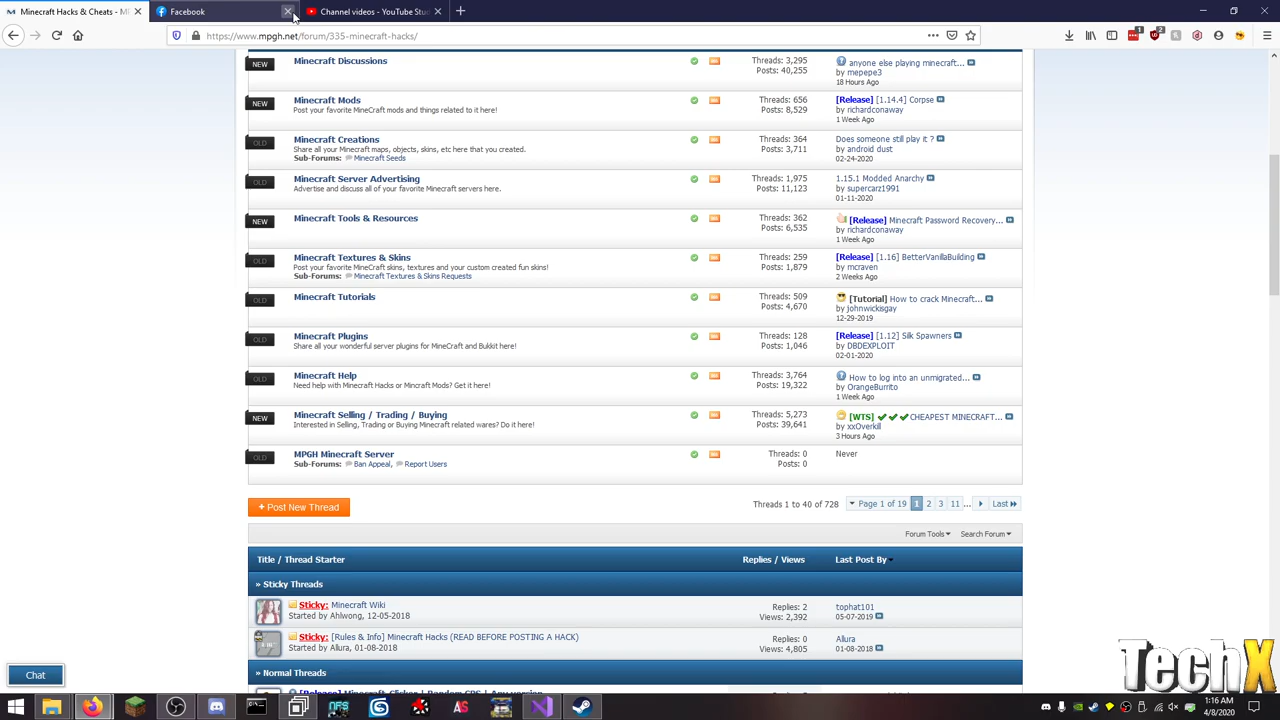 Minecraft Hacks & Cheats - MP
Facebook
Channel videos - YouTube Stud
https://www.mpgh.net/forum/335-minecraft-hacks/
NEW
Minecraft Discussions
Threads: 3,295
Posts: 40,255
anyone else playing minecraft...
by mepepe3
18 Hours Ago
NEW
Minecraft Mods
Post your favorite MineCraft mods and things related to it here!
Threads: 656
Posts: 8,529
[Release] [1.14.4] Corpse
by richardconaway
1 Week Ago
OLD
Minecraft Creations
Share all your Minecraft maps, objects, skins, etc here that you created.
Sub-Forums: Minecraft Seeds
Threads: 364
Posts: 3,711
Does someone still play it ?
by android dust
02-24-2020
OLD
Minecraft Server Advertising
Advertise and discuss all of your favorite Minecraft servers here.
Threads: 1,975
Posts: 11,123
1.15.1 Modded Anarchy
by supercarz1991
01-11-2020
NEW
Minecraft Tools & Resources
Threads: 362
Posts: 6,535
[Release] Minecraft Password Recovery...
by richardconaway
1 Week Ago
OLD
Minecraft Textures & Skins
Post your favorite MineCraft skins, textures and your custom created fun skins!
Sub-Forums: Minecraft Textures & Skins Requests
Threads: 259
Posts: 1,879
[Release] [1.16] BetterVanillaBuilding
by mcraven
2 Weeks Ago
OLD
Minecraft Tutorials
Threads: 509
Posts: 4,670
[Tutorial] How to crack Minecraft...
by johnwickisgay
12-29-2019
OLD
Minecraft Plugins
Share all your wonderful server plugins for MineCraft and Bukkit here!
Threads: 128
Posts: 1,046
[Release] [1.12] Silk Spawners
by DBDEXPLOIT
02-01-2020
OLD
Minecraft Help
Need help with Minecraft Hacks or MincRaft Mods? Get it here!
Threads: 3,764
Posts: 19,322
How to log into an unmigrated...
by OrangeBurrito
1 Week Ago
NEW
Minecraft Selling / Trading / Buying
Interested in Selling, Trading or Buying Minecraft related wares? Do it here!
Threads: 5,273
Posts: 39,641
[WTS] ✔✔✔CHEAPEST MINECRAFT...
by xxOverkill
3 Hours Ago
OLD
MPGH Minecraft Server
Sub-Forums: Ban Appeal, Report Users
Threads: 0
Posts: 0
Never
+ Post New Thread
Threads 1 to 40 of 728
Page 1 of 19 1 2 3 11 ... Last
Forum Tools Search Forum
Title / Thread Starter Replies / Views Last Post By
» Sticky Threads
Sticky: Minecraft Wiki
Started by Ahlwong, 12-05-2018
Replies: 2
Views: 2,392
tophat101
05-07-2019
Sticky: [Rules & Info] Minecraft Hacks (READ BEFORE POSTING A HACK)
Started by Allura, 01-08-2018
Replies: 0
Views: 4,805
Allura
01-08-2018
» Normal Threads
Chat
TechX
1:16 AM
4/8/2020